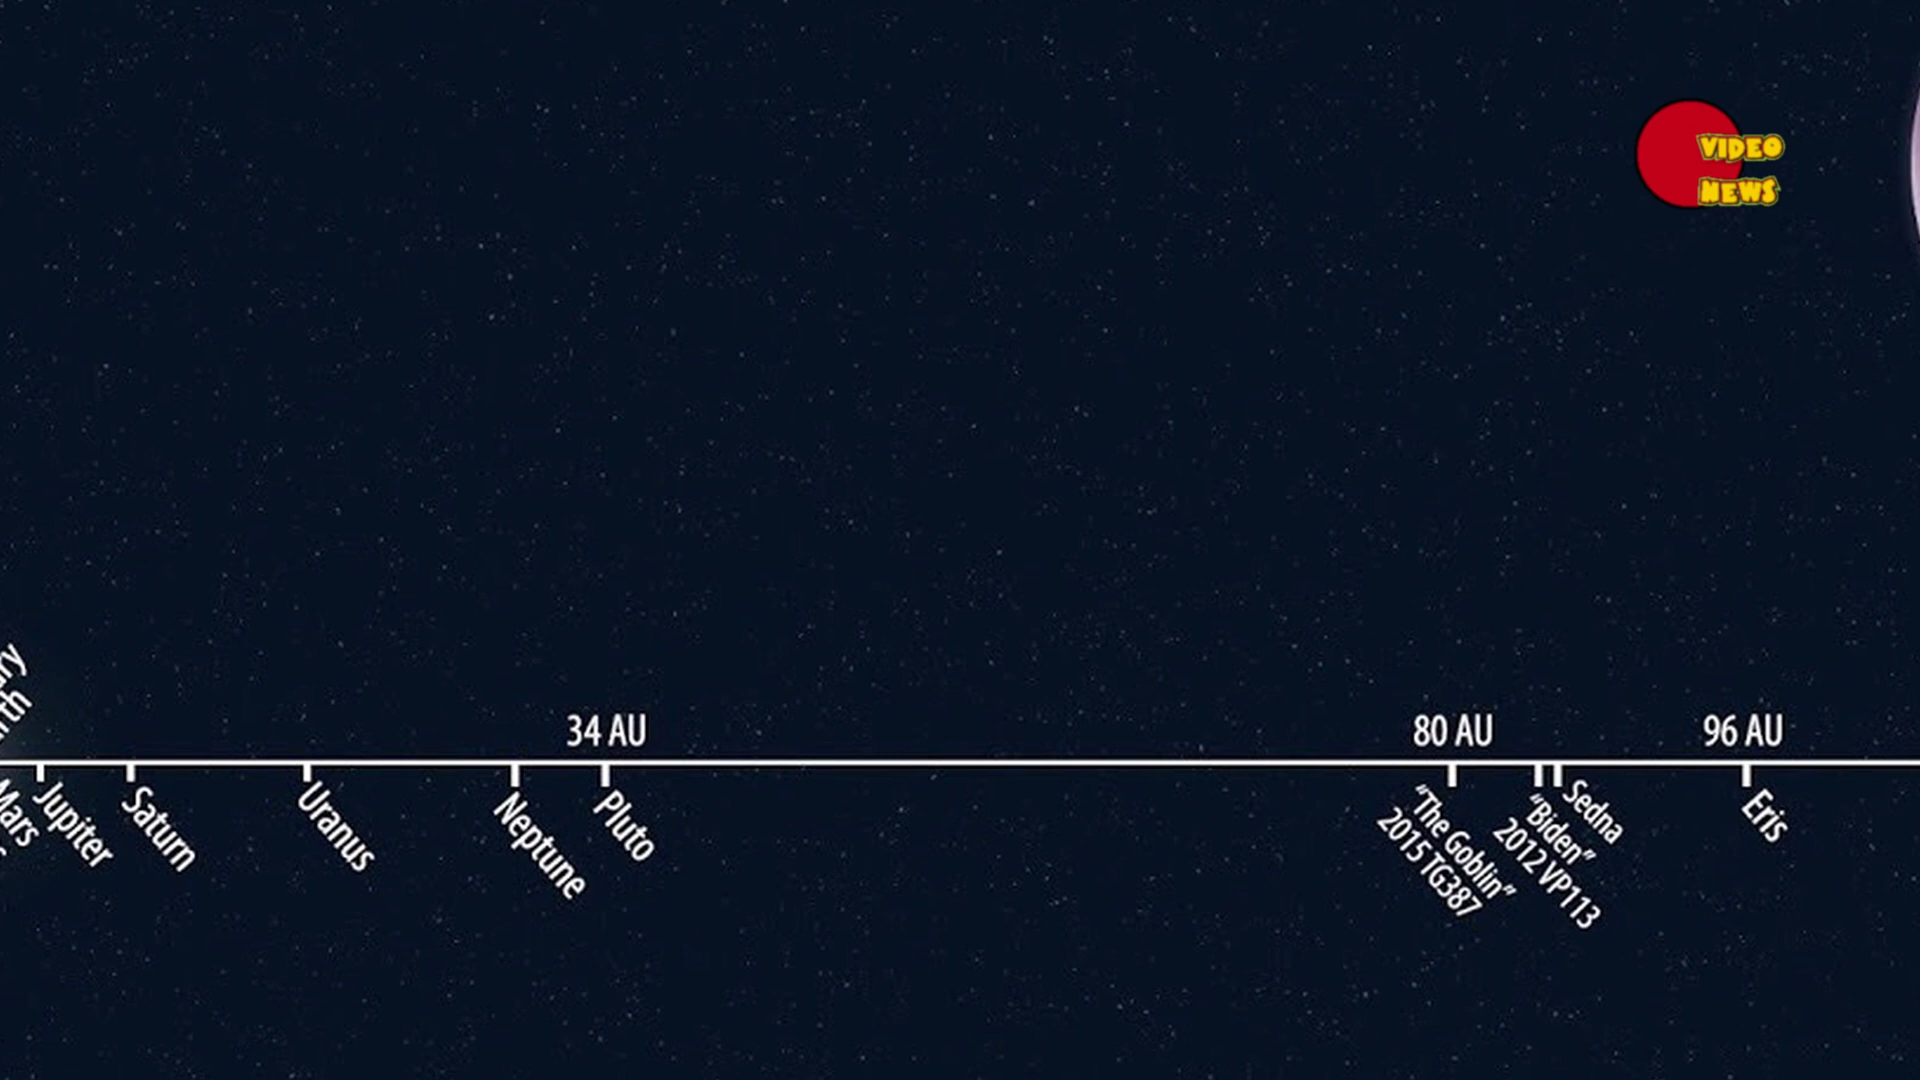 VIDEO
NEWS
34 AU
80 AU
96 AU
Mars
Jupiter
Saturn
Uranus
Neptune
Pluto
“The Goblin”
2015 TG387
“Biden”
2012 VP113
Sedna
Eris